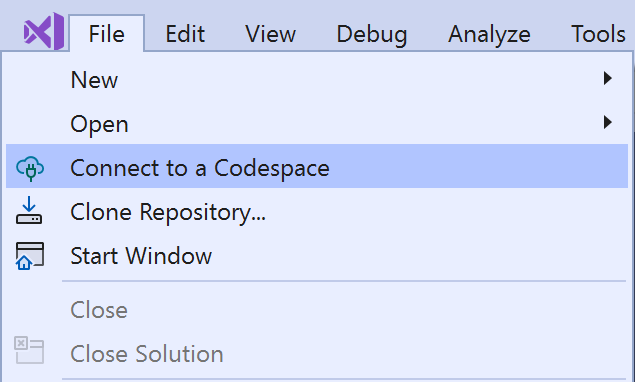 File Edit View Debug Analyze Tools
New
Open
Connect to a Codespace
Clone Repository...
Start Window
Close
Close Solution